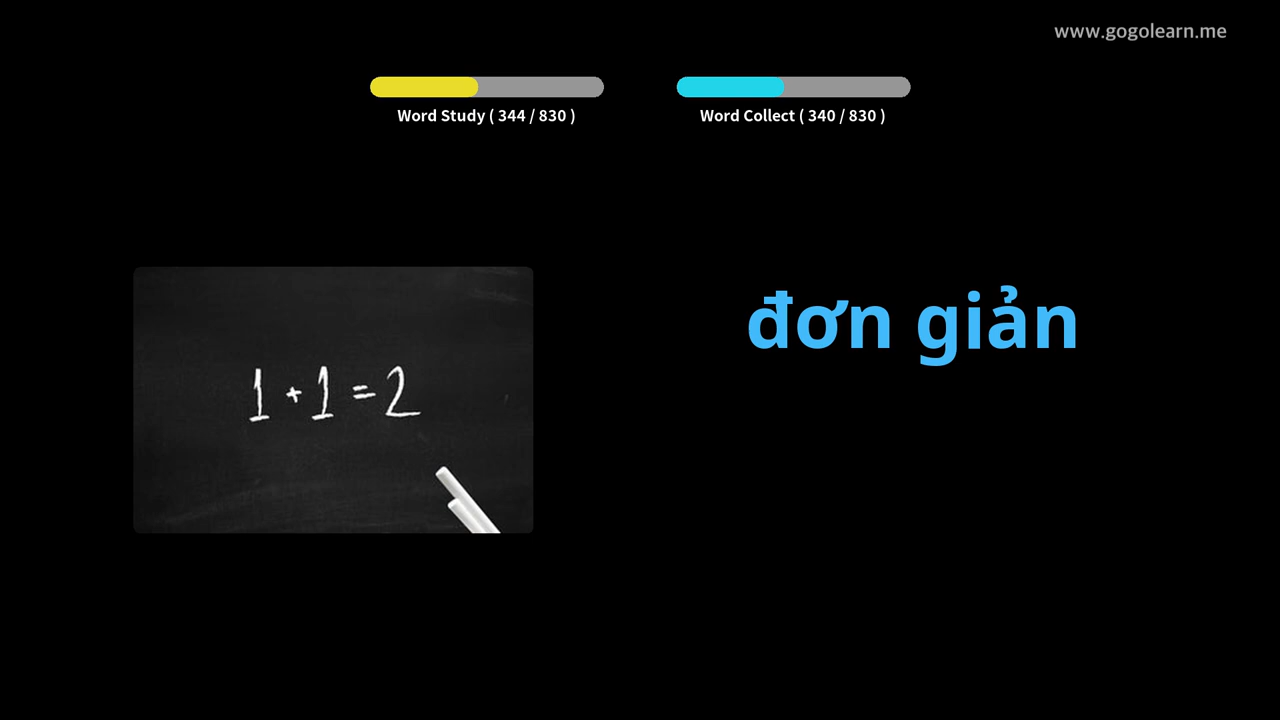 www.gogolearn.me
Word Study ( 344 / 830 )
Word Collect ( 340 / 830 )
đơn giản
1 + 1 = 2